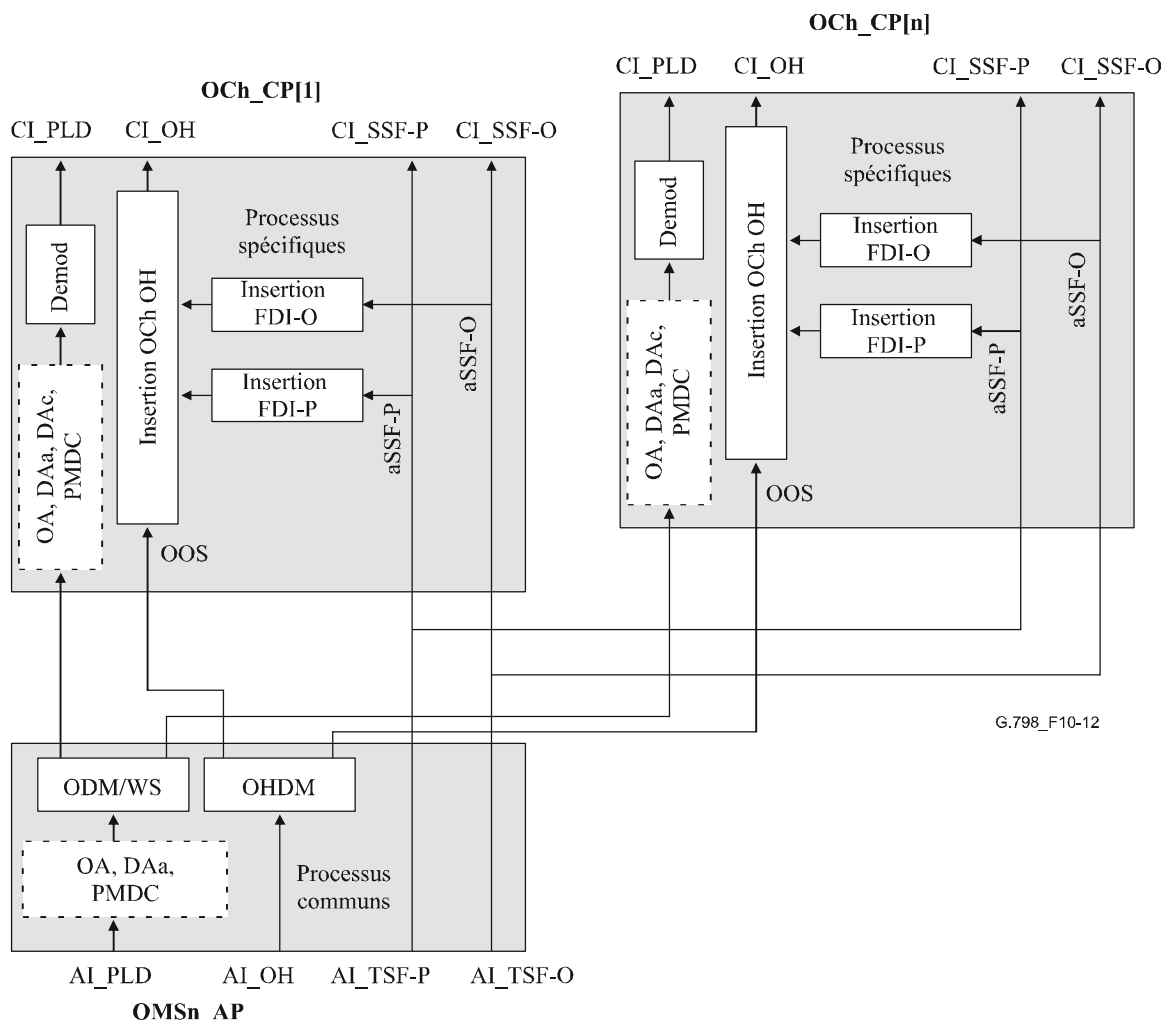 OCh_CP[n]
CI_PLD CI_OH CI_SSF-P CI_SSF-O
OCh_CP[1]
CI_PLD CI_OH CI_SSF-P CI_SSF-O
Processus
spécifiques
Demod
Insertion OCh OH
Insertion
FDI-O
Insertion
FDI-P
OA, DAa, DAc,
PMDC
aSSF-P
aSSF-O
OOS
Processus
spécifiques
Demod
Insertion OCh OH
Insertion
FDI-O
Insertion
FDI-P
OA, DAa, DAc,
PMDC
aSSF-P
aSSF-O
OOS
G.798_F10-12
ODM/WS
OHDM
OA, DAa,
PMDC
Processus
communs
AI_PLD AI_OH AI_TSF-P AI_TSF-O
OMSn_AP